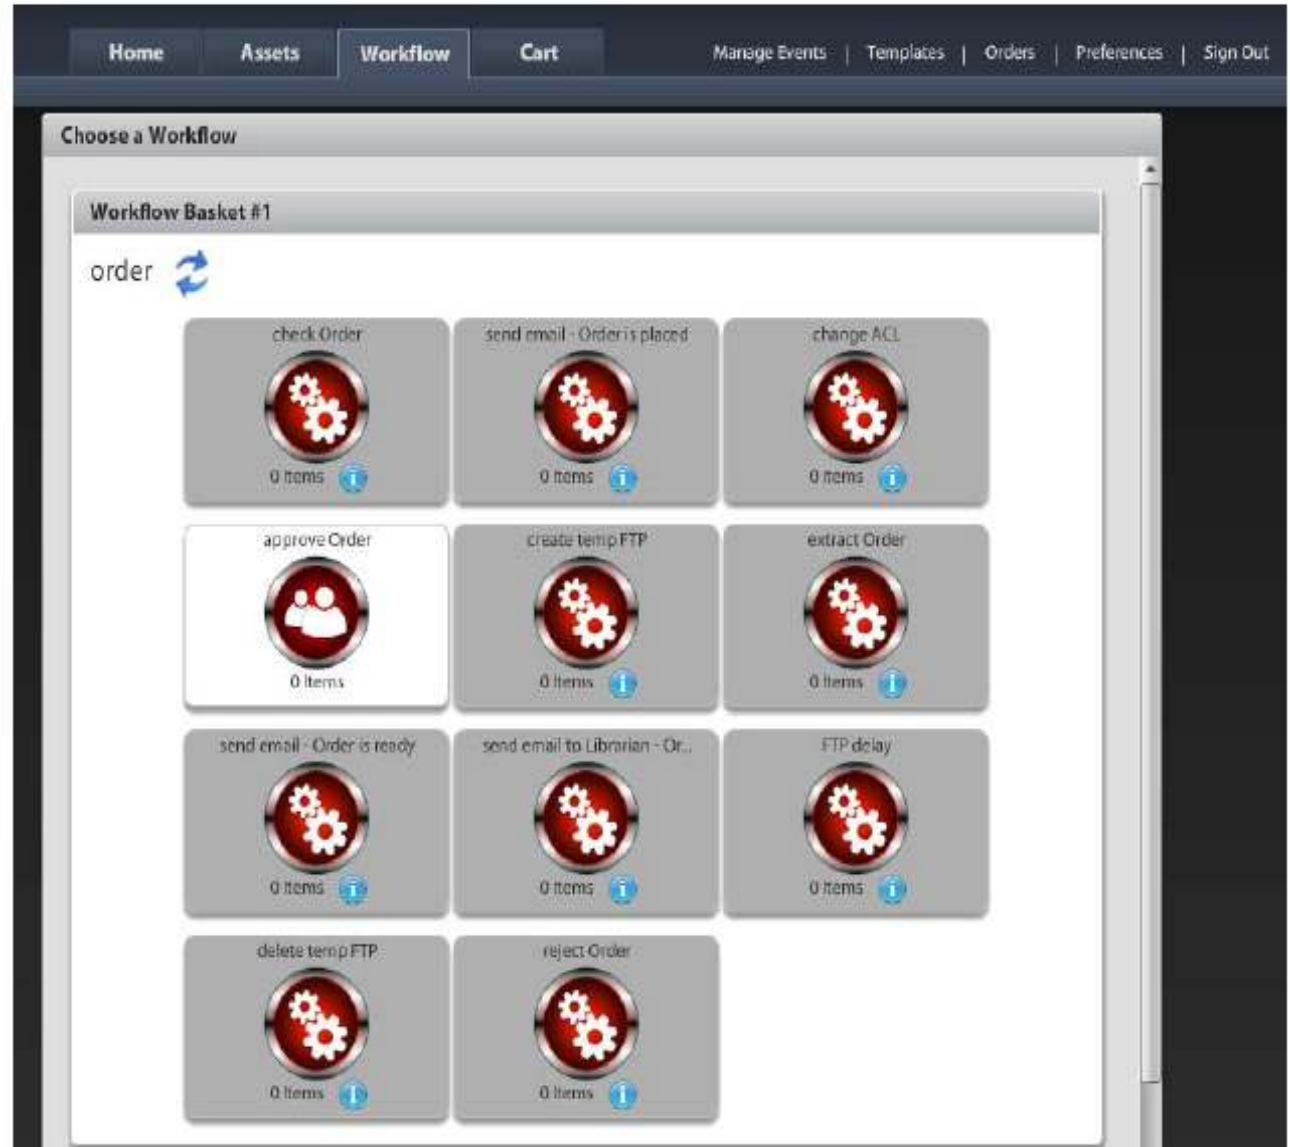 Home Assets Workflow Cart Manage Events | Templates | Orders | Preferences | Sign Out
Choose a Workflow
Workflow Basket #1
order
check Order send email - Order is placed change ACL
0 Items 0 Items 0 Items
approve Order create temp FTP extract Order
0 Items 0 Items 0 Items
send email - Order is ready send email to Librarian - Or... FTP delay
0 Items 0 Items 0 Items
delete temp FTP reject Order
0 Items 0 Items